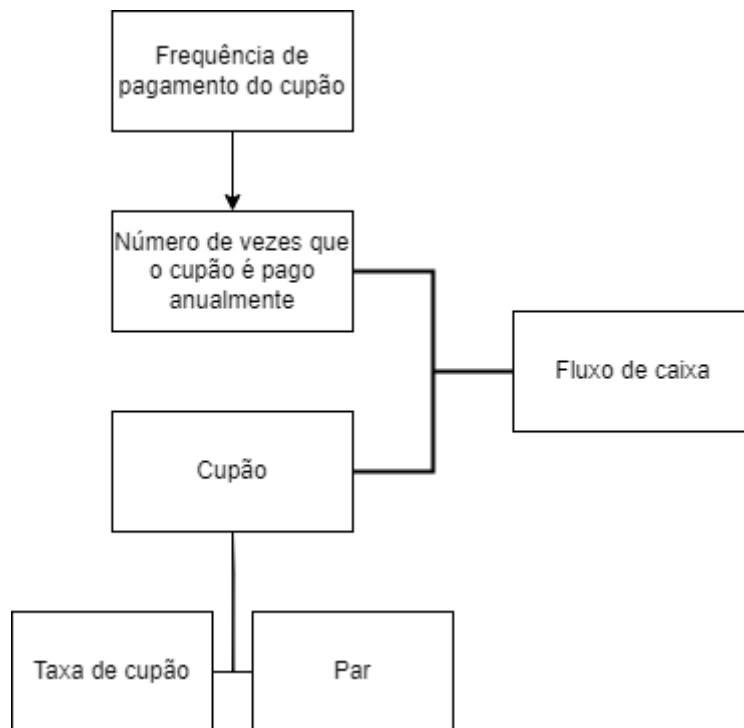 Frequência de
pagamento do cupão
Número de vezes que
o cupão é pago
anualmente
Fluxo de caixa
Cupão
Taxa de cupão
Par